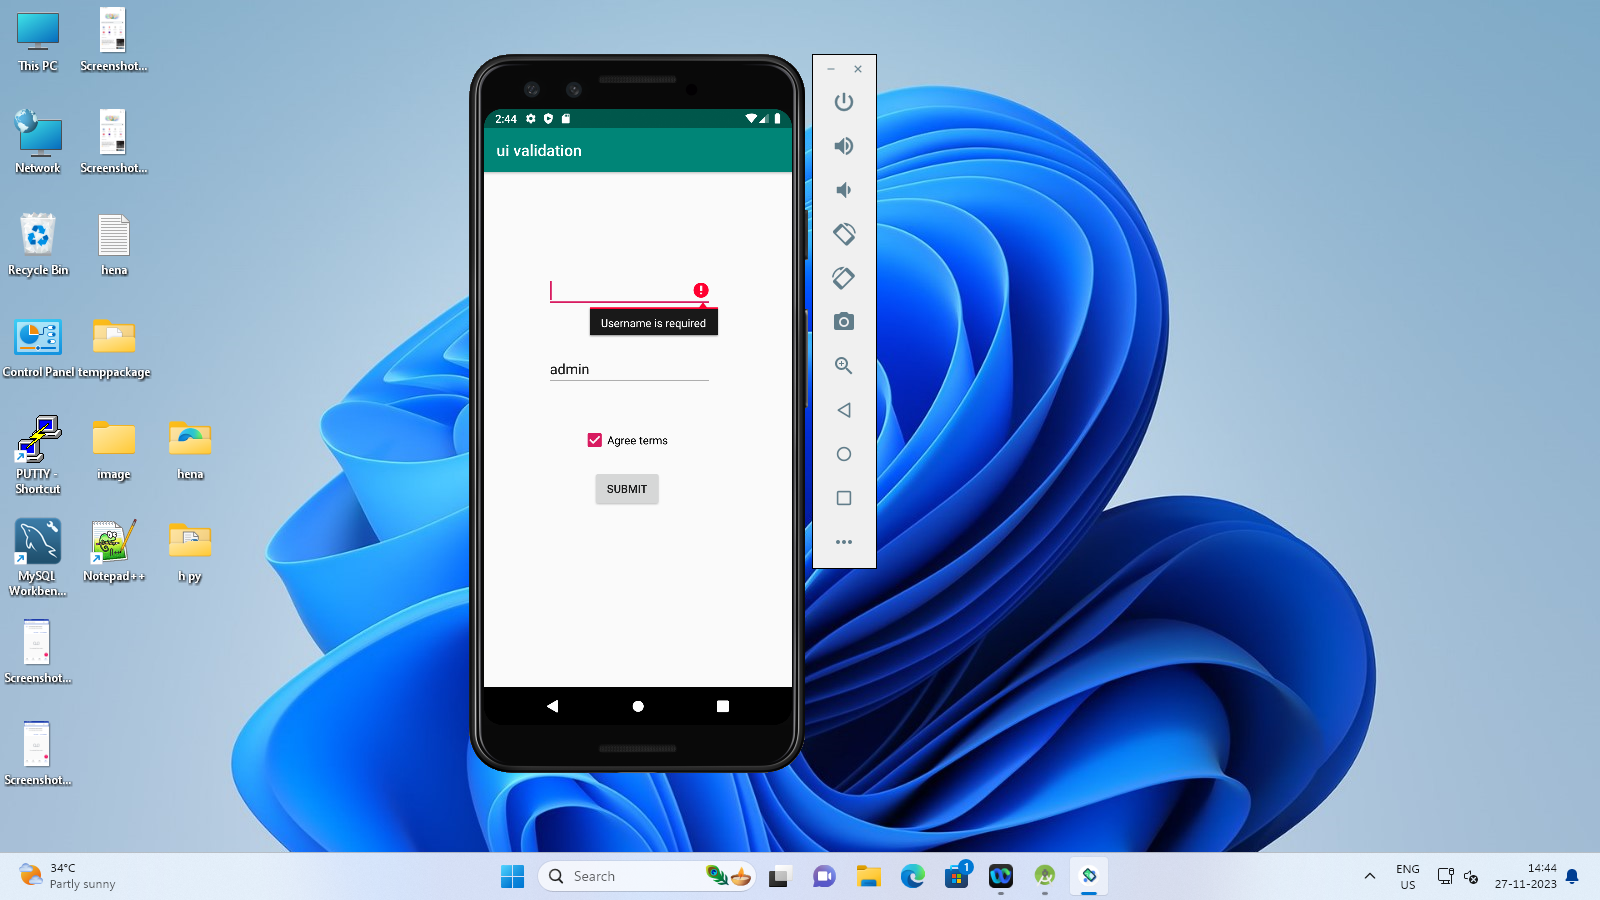 This PC
Screenshot...
Network
Screenshot...
Recycle Bin
hena
Control Panel
temppackage
PUTTY -
Shortcut
image
hena
MySQL
Workben...
Notepad++
h py
Screenshot...
Screenshot...
2:44
ui validation
Username is required
admin
Agree terms
SUBMIT
34°C
Partly sunny
Search
1
ENG
US
14:44
27-11-2023